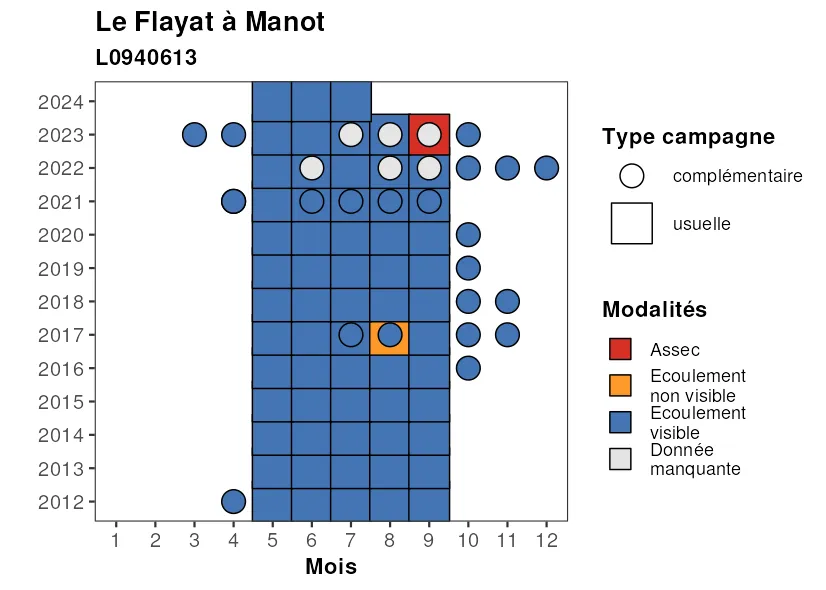 Le Flayat à Manot
L0940613
2024
2023
2022
2021
2020
2019
2018
2017
2016
2015
2014
2013
2012
1 2 3 4 5 6 7 8 9 10 11 12
Mois
Type campagne
complémentaire
usuelle
Modalités
Assec
Ecoulement
non visible
Ecoulement
visible
Donnée
manquante